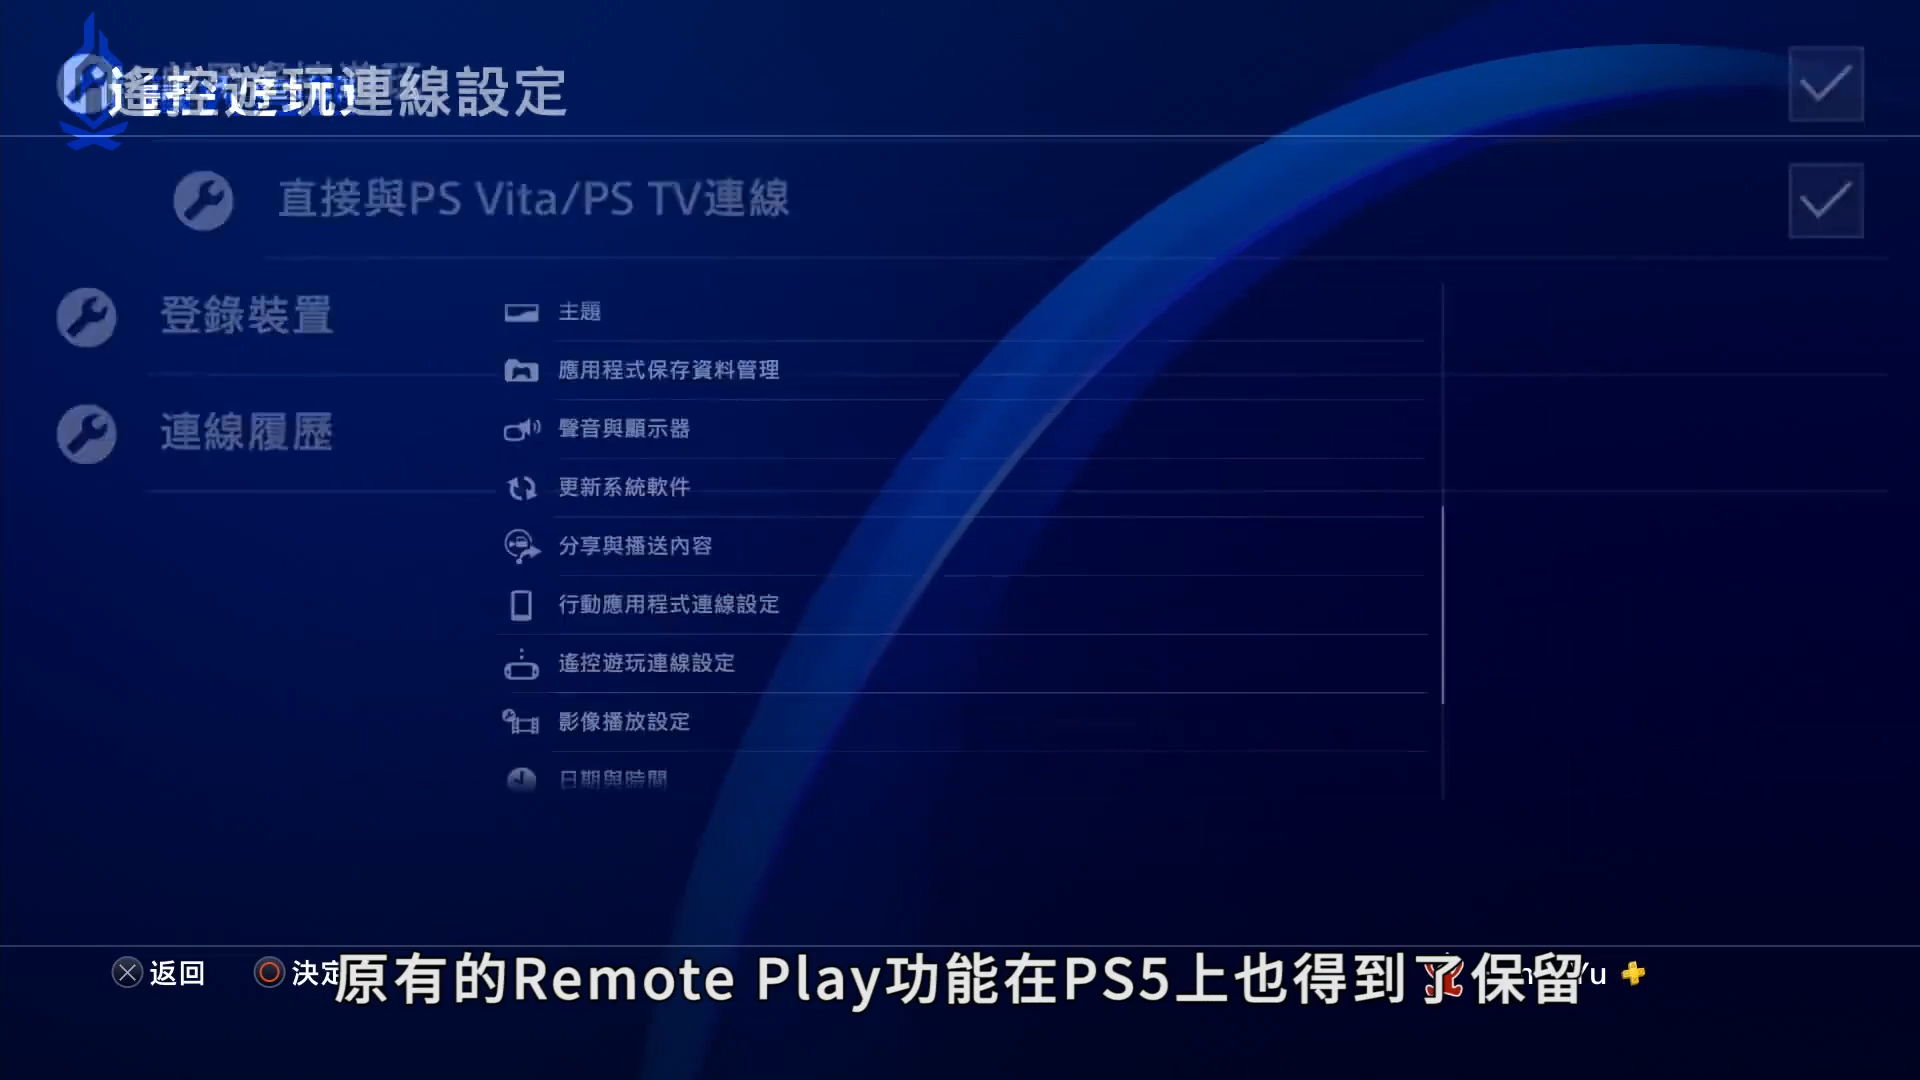 遙控遊玩連線設定
直接與PS Vita/PS TV連線
登錄裝置
連線履歷
主題
應用程式保存資料管理
聲音與顯示器
更新系統軟件
分享與播送內容
行動應用程式連線設定
遙控遊玩連線設定
影像播放設定
日期與時間
返回
決定
原有的Remote Play功能在PS5上也得到了保留